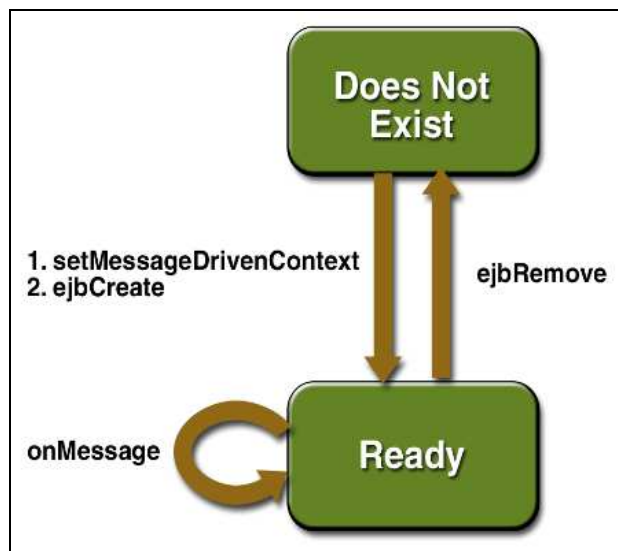 Does Not
Exist
1. setMessageDrivenContext
2. ejbCreate
ejbRemove
onMessage
Ready